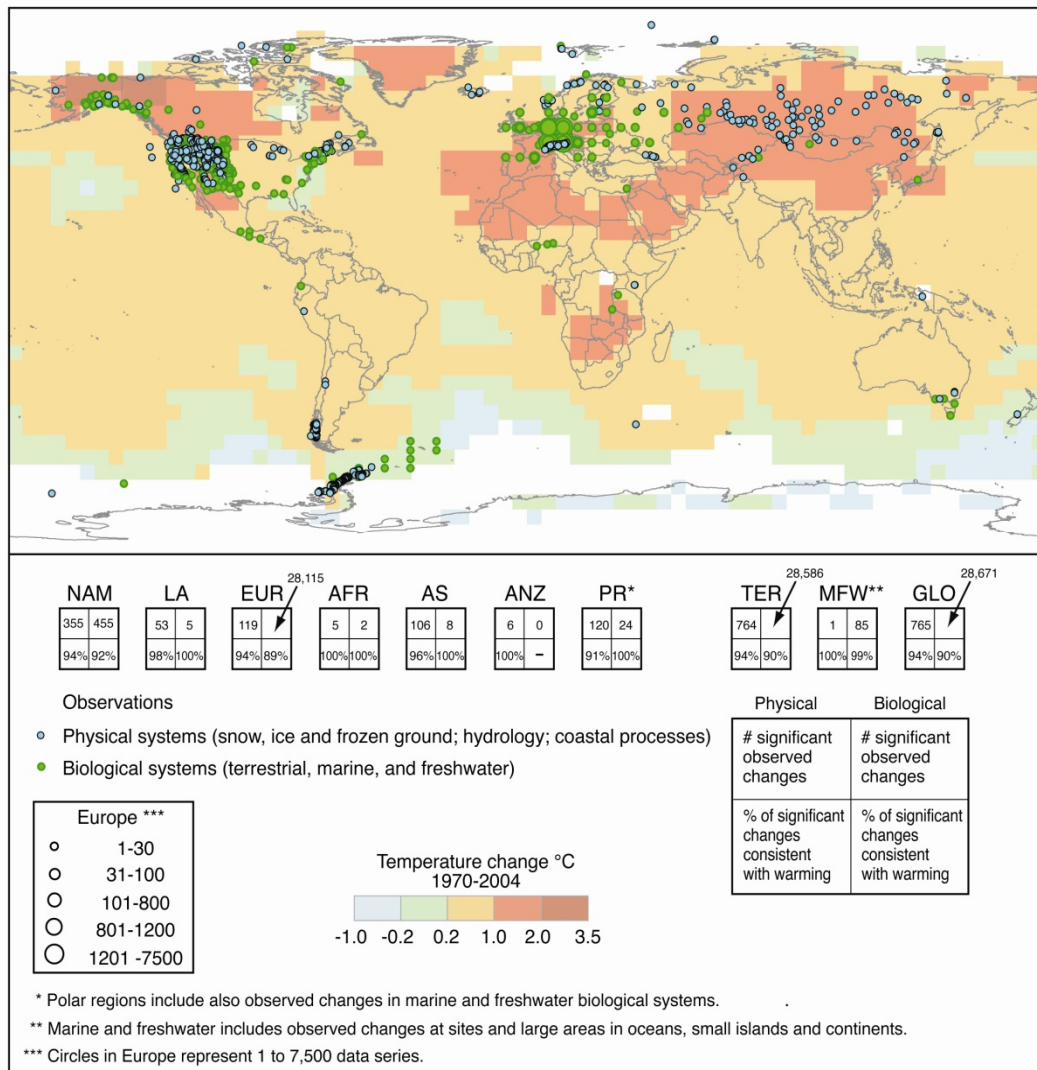 NAM LA EUR 28,115 AFR AS ANZ PR* TER 28,586 MFW** GLO 28,671
355 455 53 5 119 5 2 106 8 6 0 120 24 764 1 85 765
94% 92% 98% 100% 94% 89% 100% 100% 96% 100% 100% – 91% 100% 94% 90% 100% 99% 94% 90%
Observations
Physical systems (snow, ice and frozen ground; hydrology; coastal processes)
Biological systems (terrestrial, marine, and freshwater)
Physical Biological
# significant observed changes
# significant observed changes
% of significant changes consistent with warming
% of significant changes consistent with warming
Europe ***
1-30
31-100
101-800
801-1200
1201 -7500
Temperature change °C
1970-2004
-1.0 -0.2 0.2 1.0 2.0 3.5
* Polar regions include also observed changes in marine and freshwater biological systems. .
** Marine and freshwater includes observed changes at sites and large areas in oceans, small islands and continents.
*** Circles in Europe represent 1 to 7,500 data series.